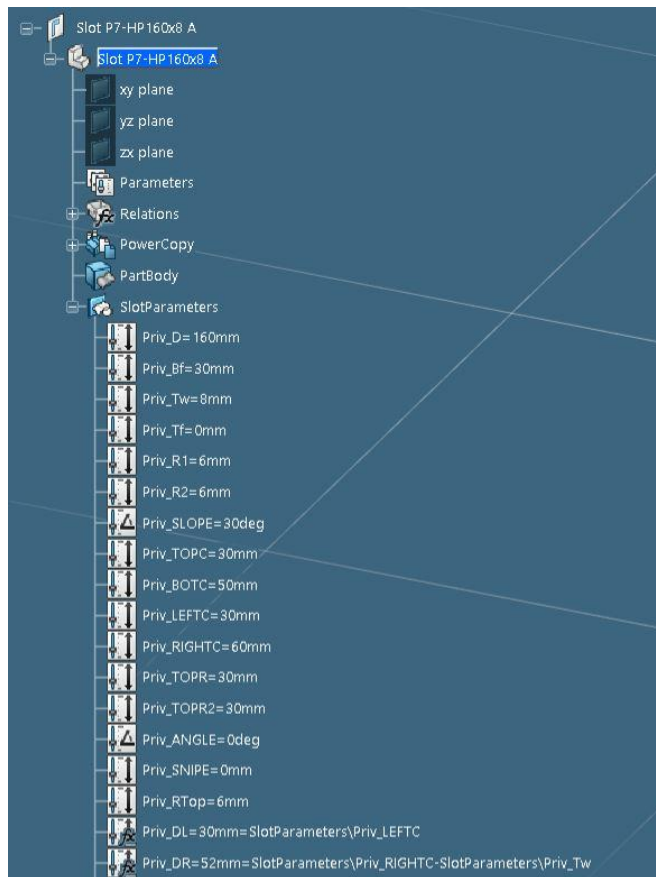 Slot P7-HP160x8 A
Slot P7-HP160x8 A
xy plane
yz plane
zx plane
Parameters
Relations
PowerCopy
PartBody
SlotParameters
Priv_D=160mm
Priv_Bf=30mm
Priv_Tw=8mm
Priv_Tf=0mm
Priv_R1=6mm
Priv_R2=6mm
Priv_SLOPE=30deg
Priv_TOPC=30mm
Priv_BOTC=50mm
Priv_LEFTC=30mm
Priv_RIGHTC=60mm
Priv_TOPR=30mm
Priv_TOPR2=30mm
Priv_ANGLE=0deg
Priv_SNIPE=0mm
Priv_RTop=6mm
Priv_DL=30mm=SlotParameters\Priv_LEFTC
Priv_DR=52mm=SlotParameters\Priv_RIGHTC-SlotParameters\Priv_Tw